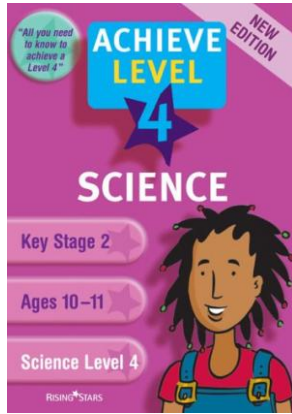 "All you need
to know to
achieve a
Level 4"
NEW
EDITION
ACHIEVE
LEVEL
4
SCIENCE
Key Stage 2
Ages 10–11
Science Level 4
RISING STARS